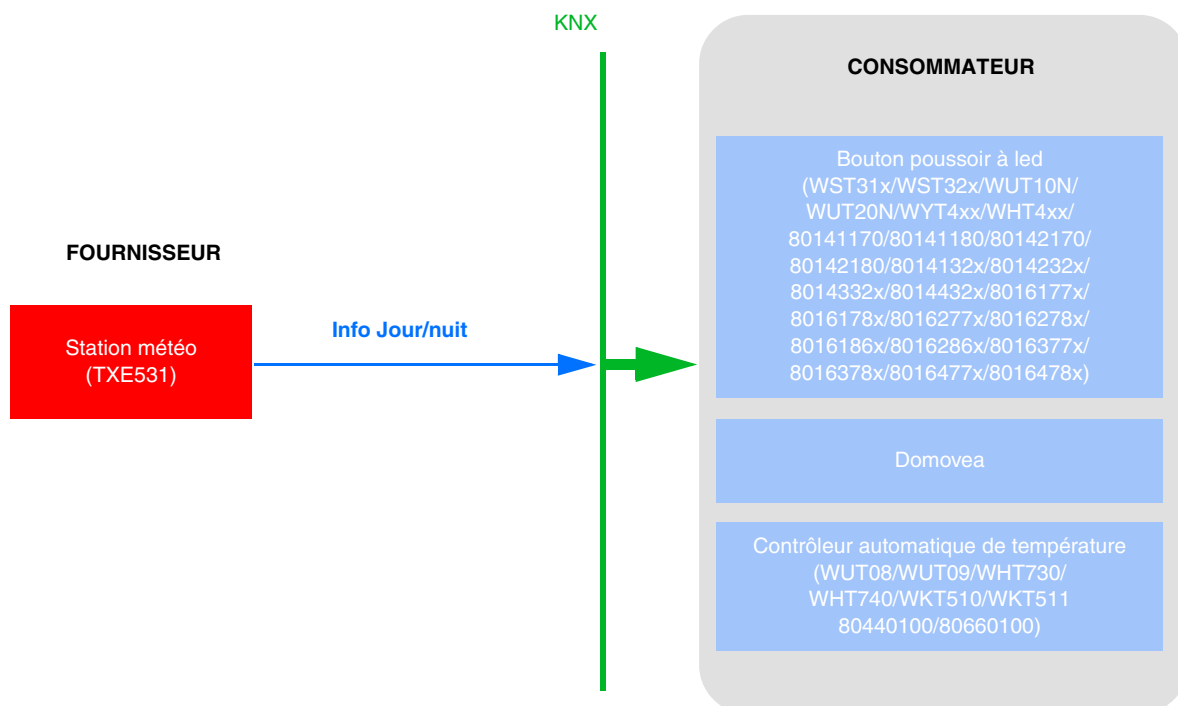 KNX
CONSOMMATEUR
Bouton poussoir à led
(WST31x/WST32x/WUT10N/
WUT20N/WYT4xx/WHT4xx/
80141170/80141180/80142170/
80142180/8014132x/8014232x/
8014332x/8014432x/8016177x/
8016178x/8016277x/8016278x/
8016186x/8016286x/8016377x/
8016378x/8016477x/8016478x)
FOURNISSEUR
Station météo
(TXE531)
Info Jour/nuit
Domovea
Contrôleur automatique de température
(WUT08/WUT09/WHT730/
WHT740/WKT510/WKT511
80440100/80660100)